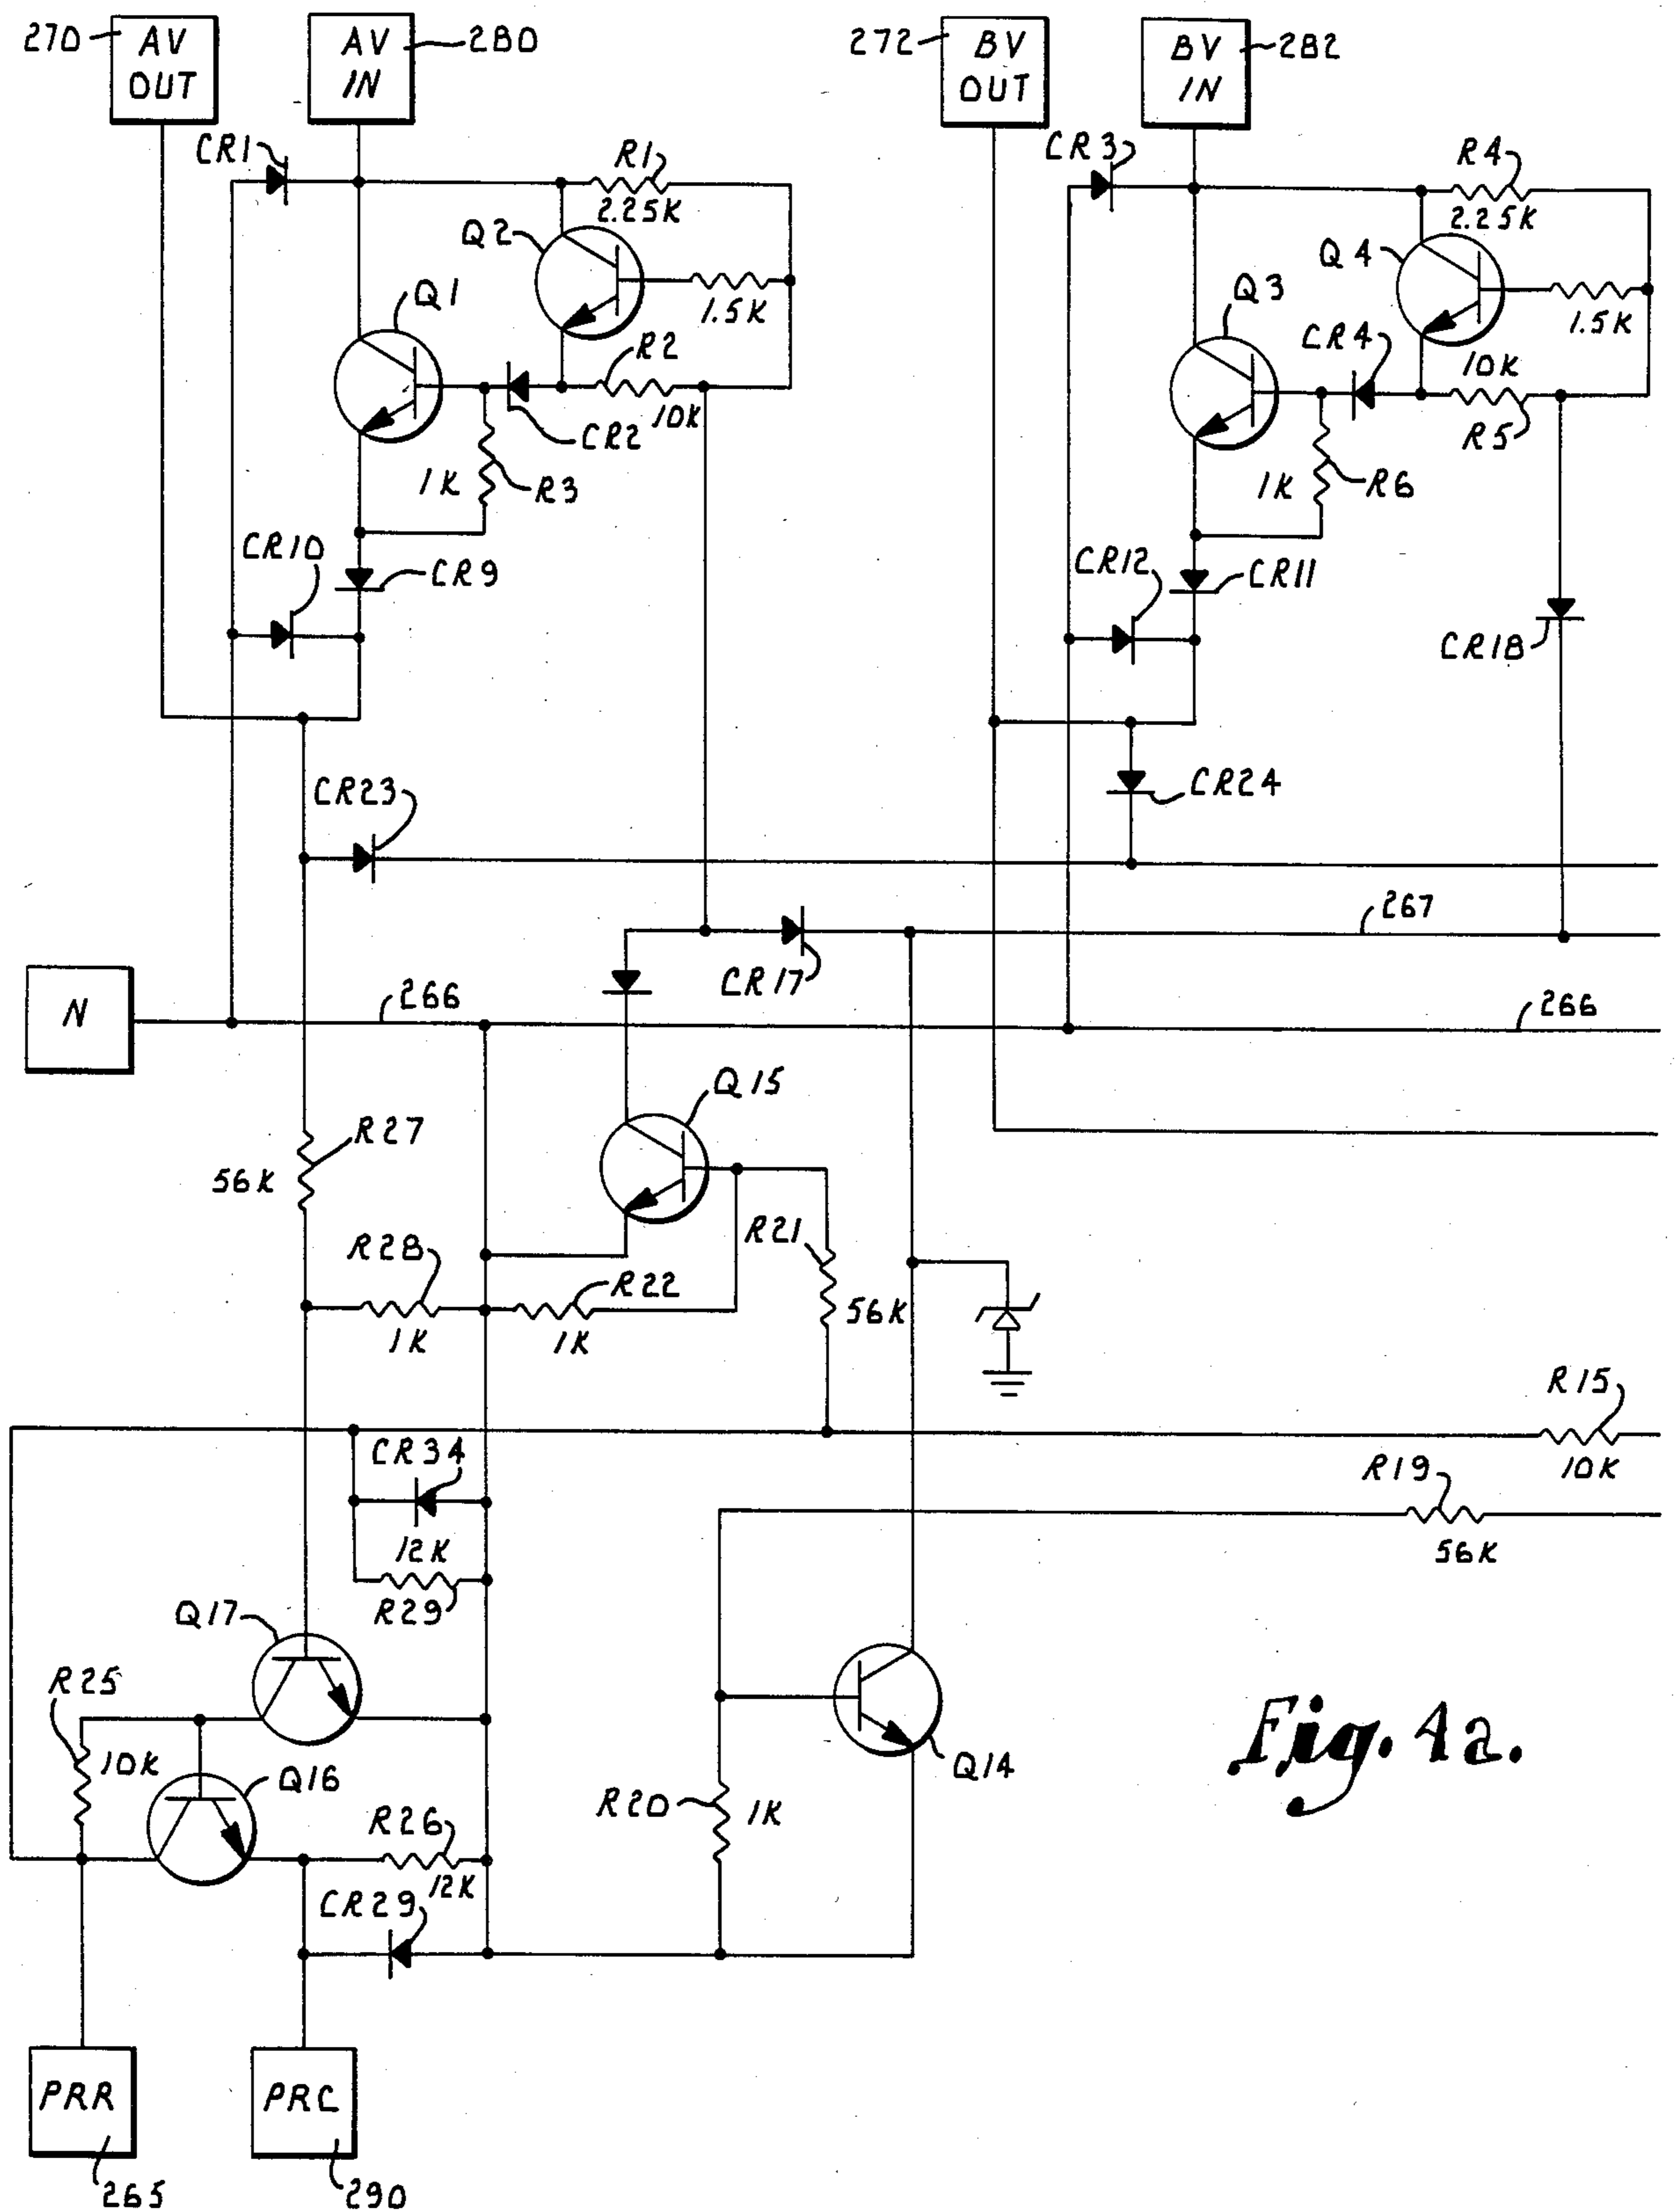 270
AV
OUT
AV
IN
280
272
BV
OUT
BV
IN
282
CR1
R1
2.25K
Q2
Q1
1.5K
R2
10K
CR2
1K
R3
CR10
CR9
CR3
R4
2.25K
Q4
Q3
1.5K
CR4
10K
R5
1K
R6
CR12
CR11
CR18
CR23
CR24
267
CR17
N
266
266
Q15
R27
56K
R28
1K
R22
1K
R21
56K
R15
10K
CR34
12K
R29
R19
56K
Q17
R25
10K
Q16
R26
12K
CR29
R20
1K
Q14
Fig. 4a.
PRR
265
PRC
290